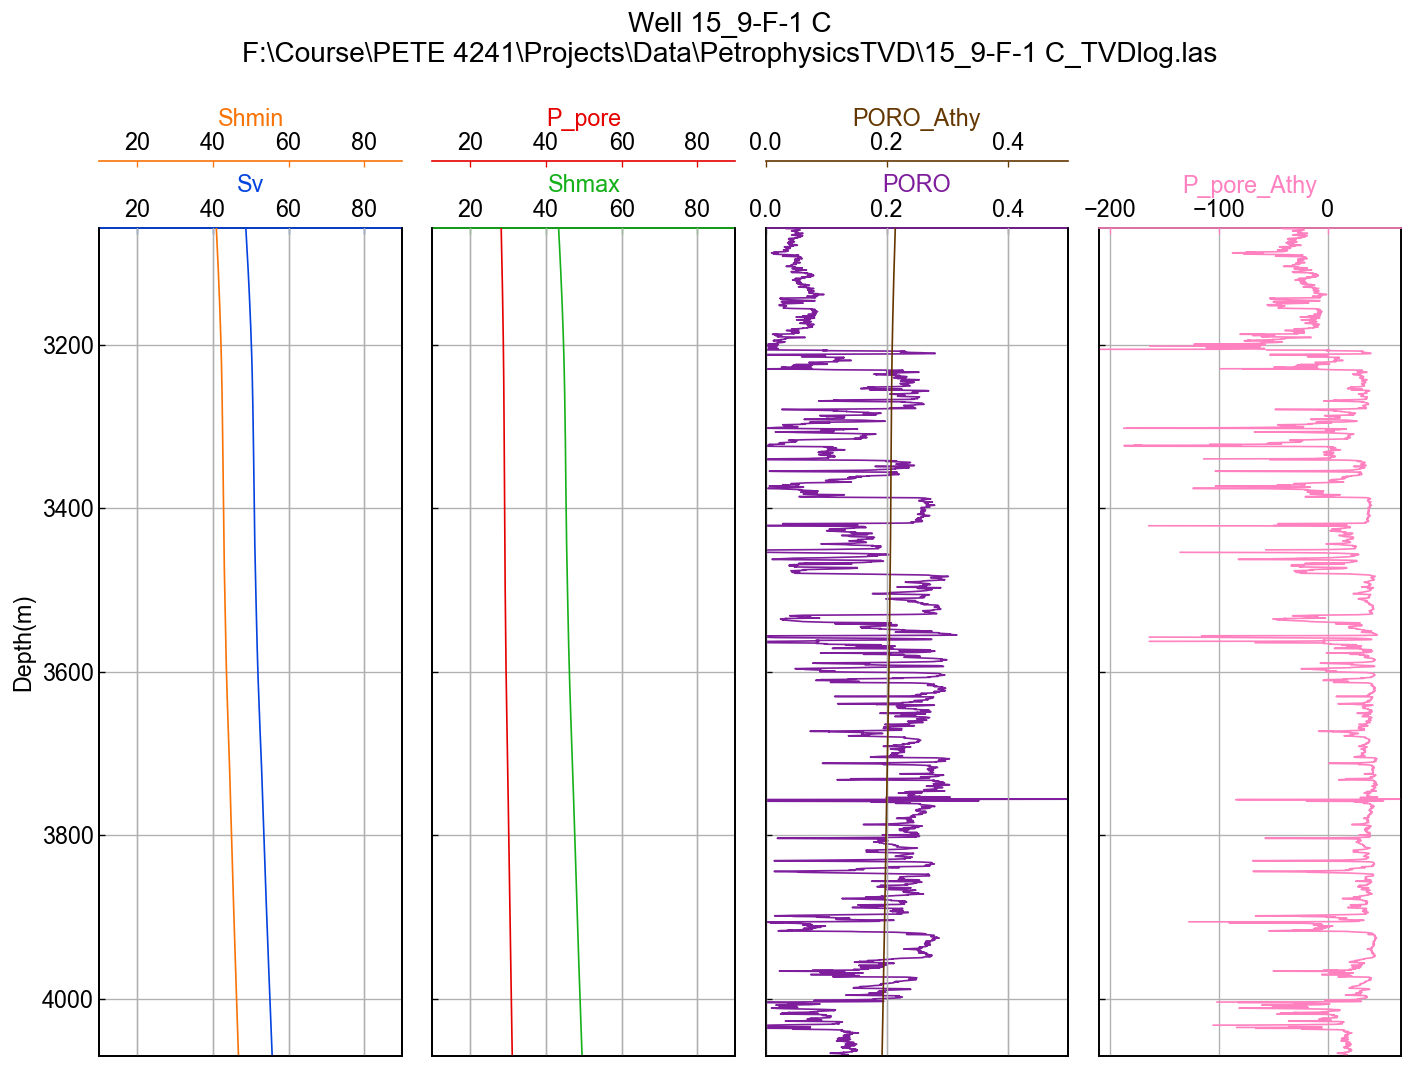 Well 15_9-F-1 C
F:\Course\PETE 4241\Projects\Data\PetrophysicsTVD\15_9-F-1 C_TVDlog.las
Shmin
20 40 60 80
Sv
20 40 60 80
P_pore
20 40 60 80
Shmax
20 40 60 80
PORO_Athy
0.0 0.2 0.4
PORO
0.0 0.2 0.4
P_pore_Athy
−200 −100 0
Depth(m)
3200
3400
3600
3800
4000